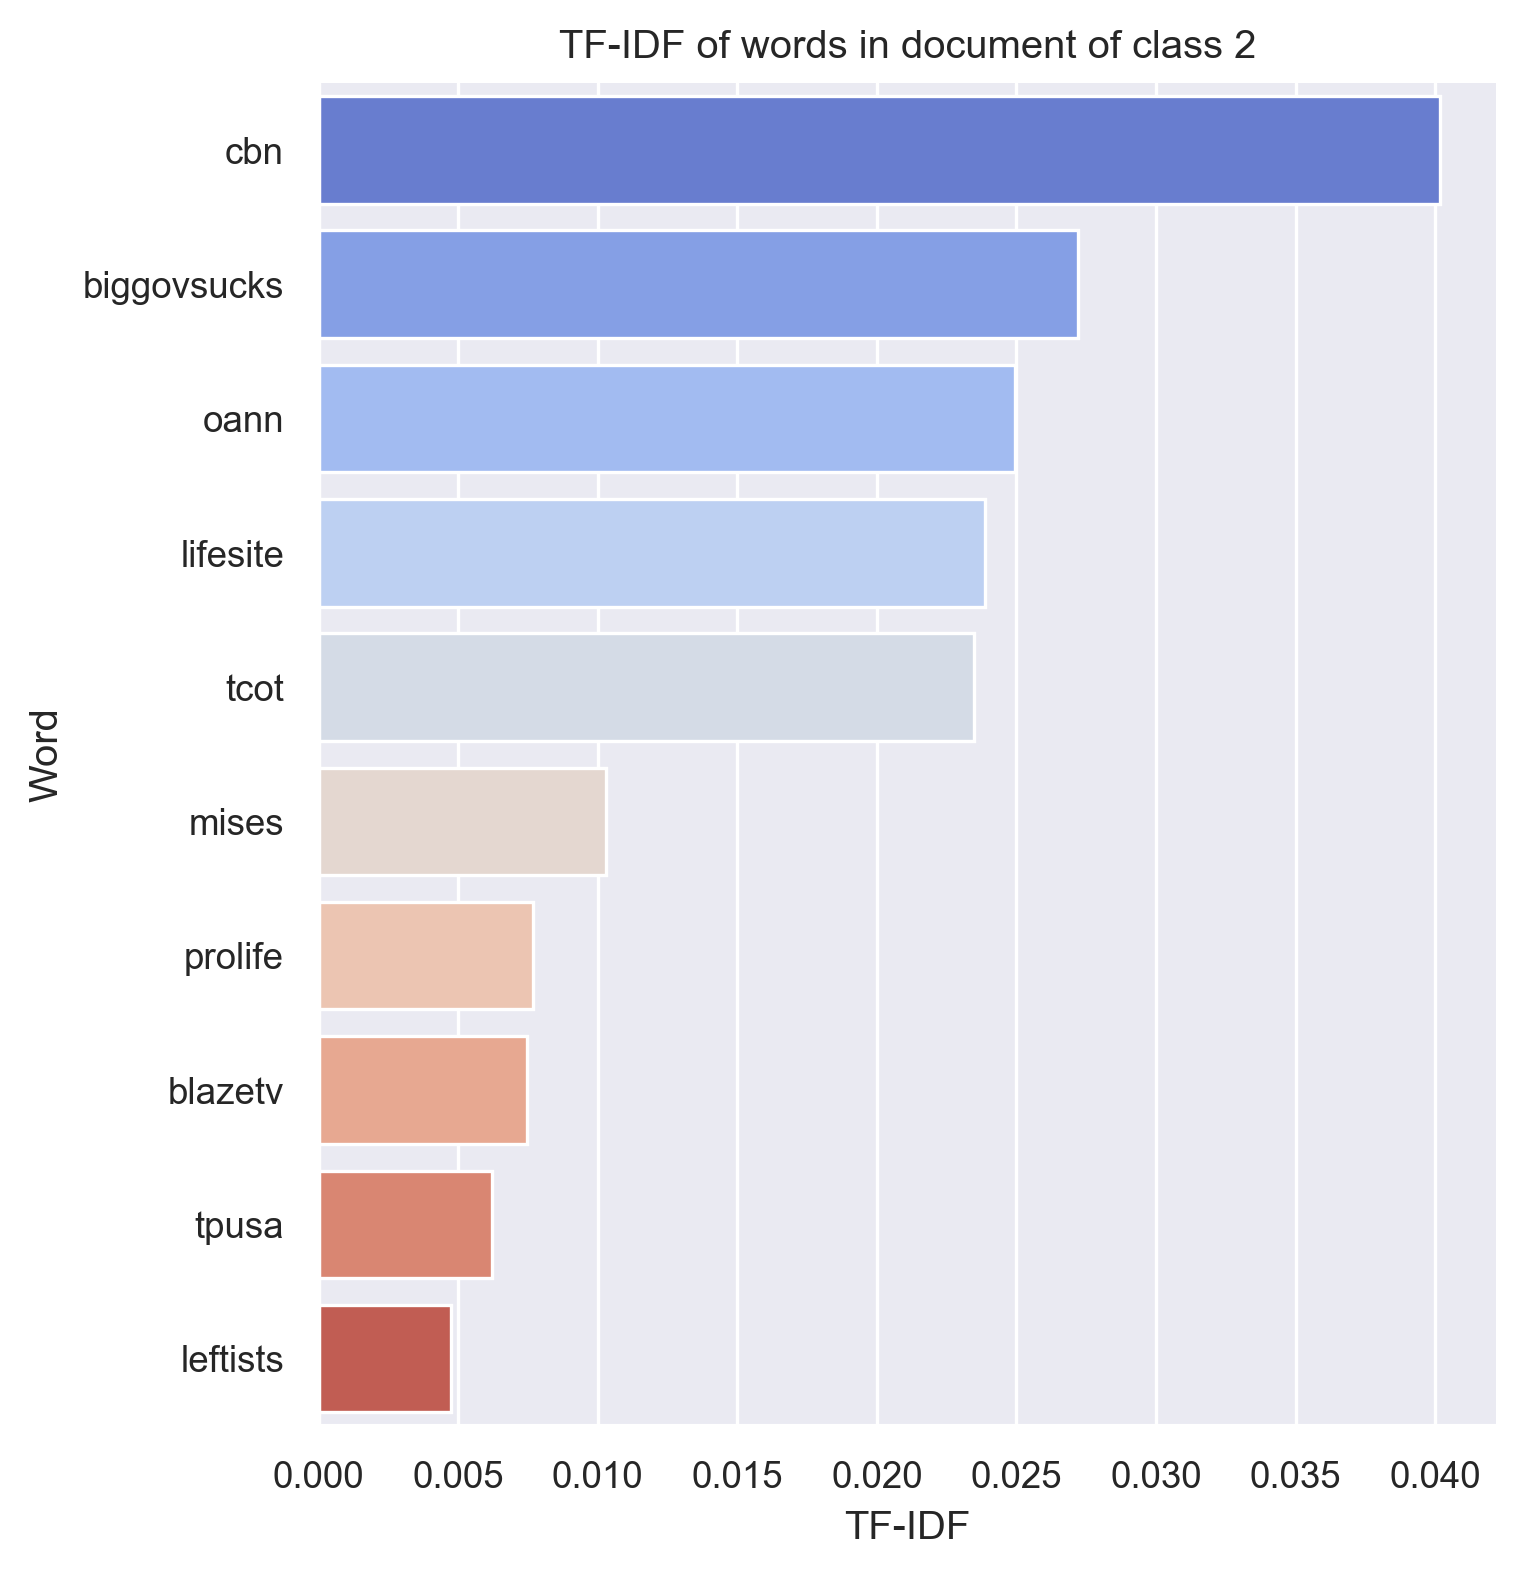 TF-IDF of words in document of class 2
cbn
biggovsucks
oann
lifesite
tcot
mises
prolife
blazetv
tpusa
leftists
Word
0.000 0.005 0.010 0.015 0.020 0.025 0.030 0.035 0.040
TF-IDF